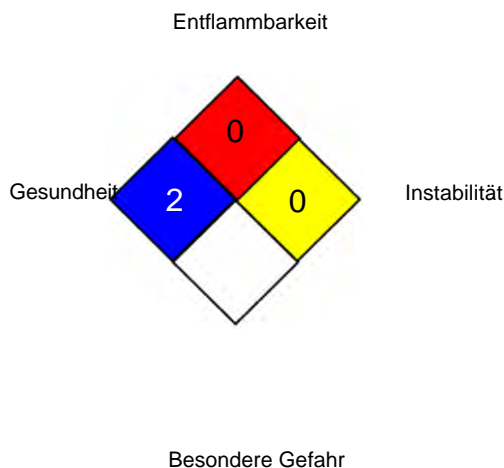 Entflammbarkeit
0
Gesundheit
2
0
Instabilität
Besondere Gefahr